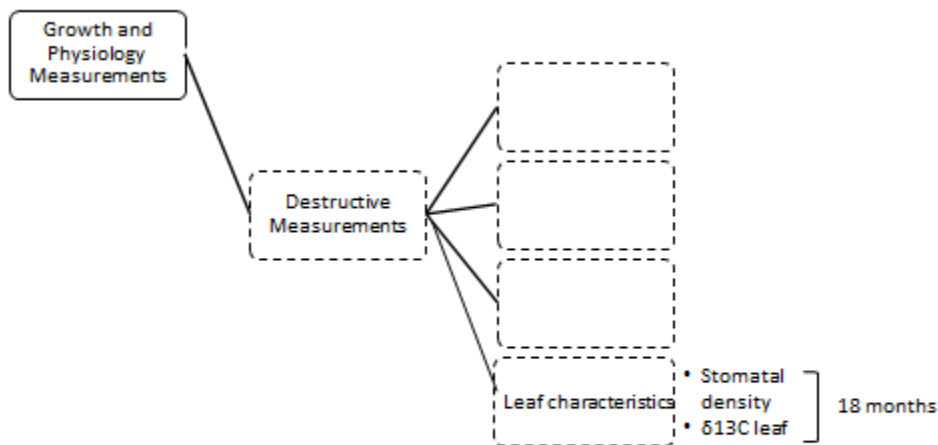 Growth and
Physiology
Measurements
Destructive
Measurements
Leaf characteristics
• Stomatal
density
• δ13C leaf
18 months